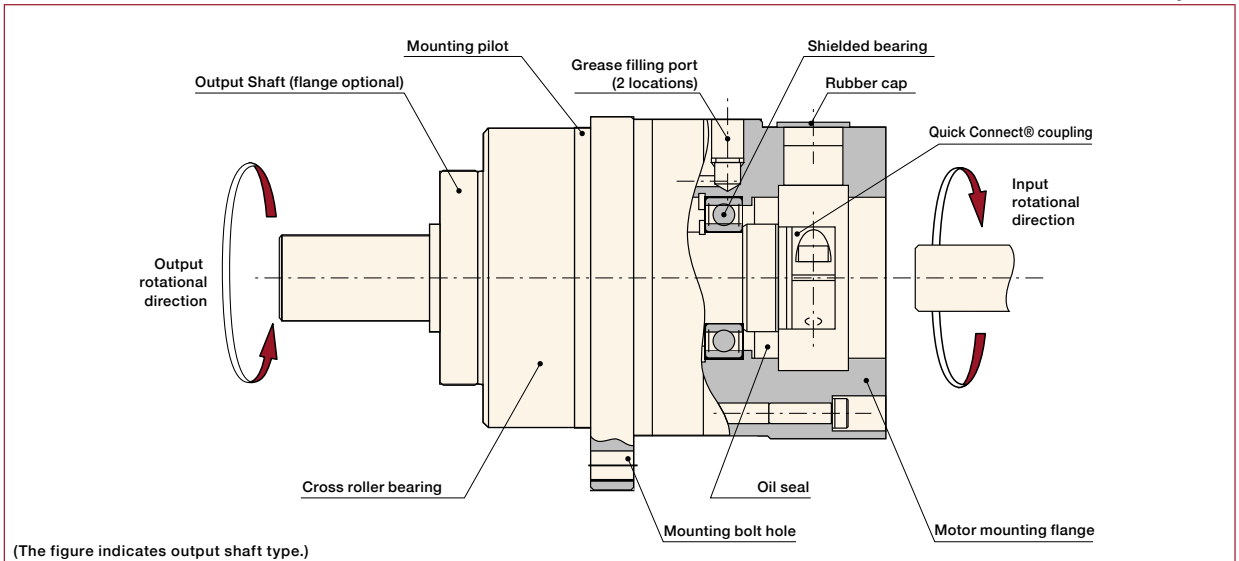 Mounting pilot
Shielded bearing
Grease filling port
(2 locations)
Output Shaft (flange optional)
Rubber cap
Quick Connect® coupling
Input
rotational
direction
Output
rotational
direction
Cross roller bearing
Oil seal
Mounting bolt hole
Motor mounting flange
(The figure indicates output shaft type.)